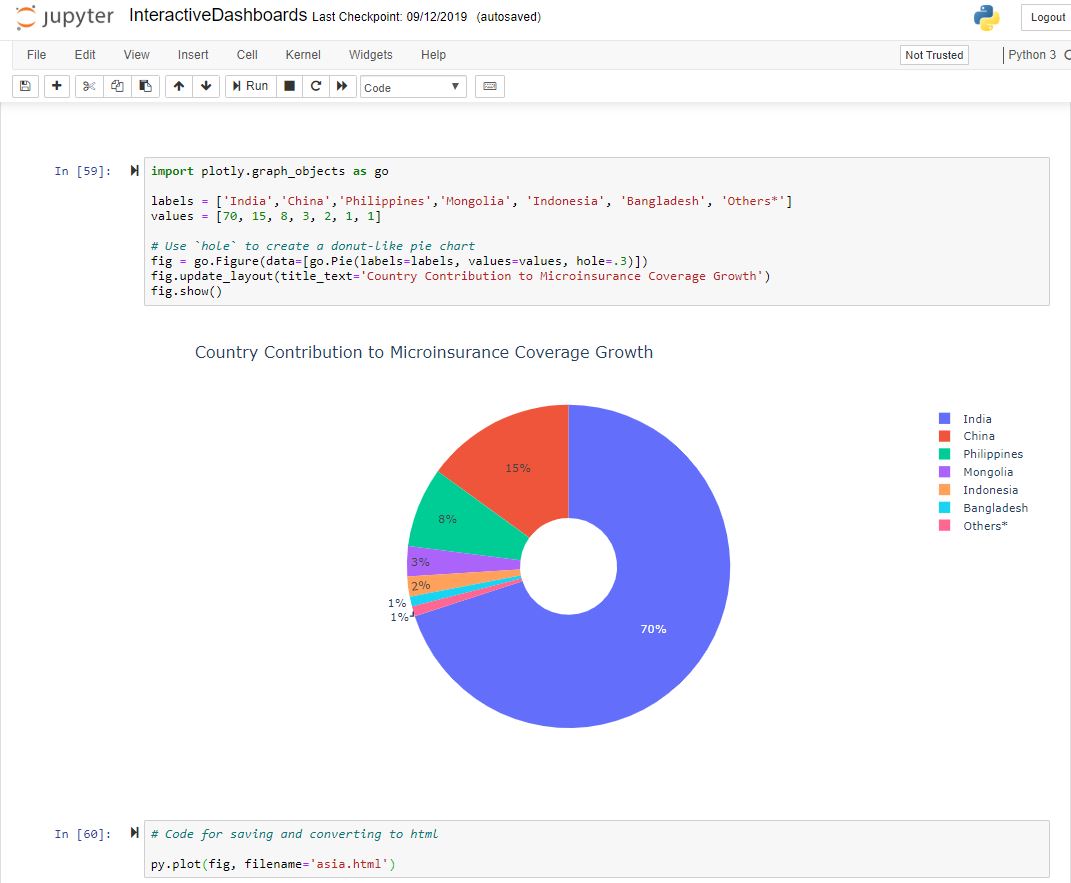 jupyter InteractiveDashboards Last Checkpoint: 09/12/2019 (autosaved) Logout
File Edit View Insert Cell Kernel Widgets Help Not Trusted Python 3
Run Code
In [59]: import plotly.graph_objects as go
labels = ['India','China','Philippines','Mongolia', 'Indonesia', 'Bangladesh', 'Others*']
values = [70, 15, 8, 3, 2, 1, 1]
# Use `hole` to create a donut-like pie chart
fig = go.Figure(data=[go.Pie(labels=labels, values=values, hole=.3)])
fig.update_layout(title_text='Country Contribution to Microinsurance Coverage Growth')
fig.show()
Country Contribution to Microinsurance Coverage Growth
15%
8%
3%
2%
1%
1%
70%
India
China
Philippines
Mongolia
Indonesia
Bangladesh
Others*
In [60]: # Code for saving and converting to html
py.plot(fig, filename='asia.html')